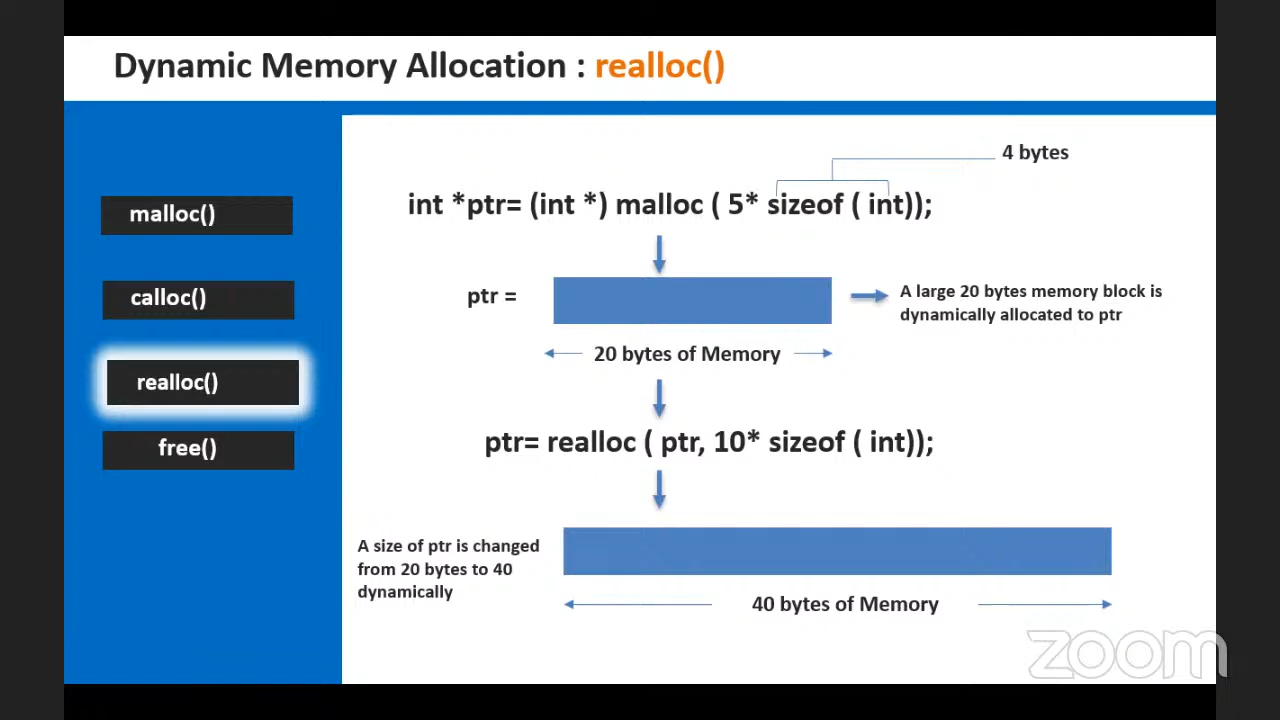 Dynamic Memory Allocation : realloc()
malloc()
calloc()
realloc()
free()
4 bytes
int *ptr= (int *) malloc ( 5* sizeof ( int));
ptr =
A large 20 bytes memory block is
dynamically allocated to ptr
20 bytes of Memory
ptr= realloc ( ptr, 10* sizeof ( int));
A size of ptr is changed
from 20 bytes to 40
dynamically
40 bytes of Memory
zoom